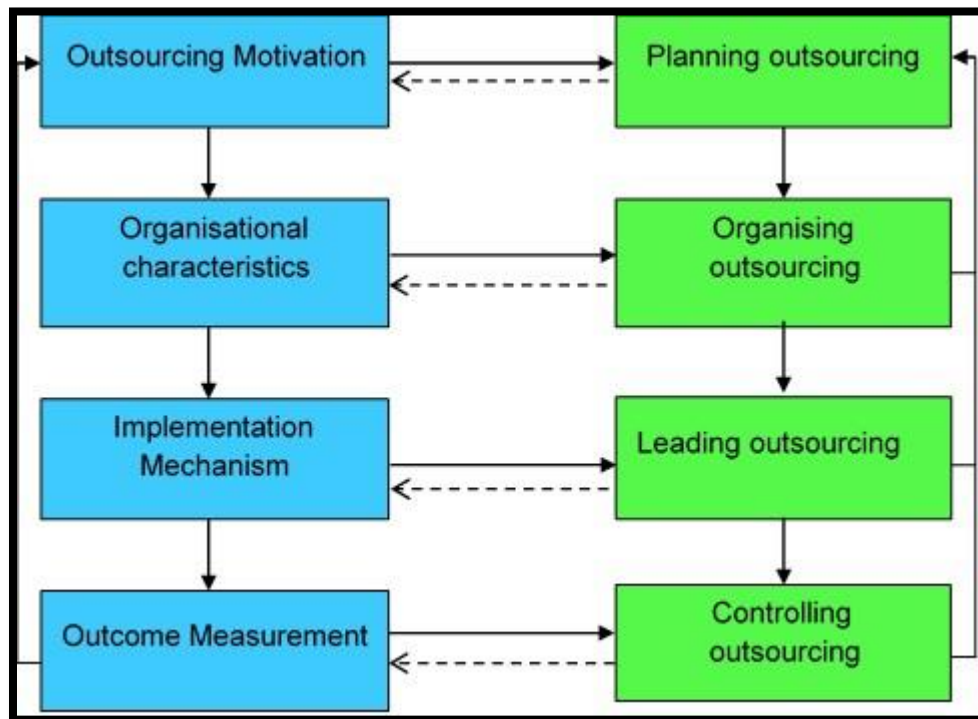 Outsourcing Motivation
Planning outsourcing
Organisational
characteristics
Organising
outsourcing
Implementation
Mechanism
Leading outsourcing
Outcome Measurement
Controlling
outsourcing